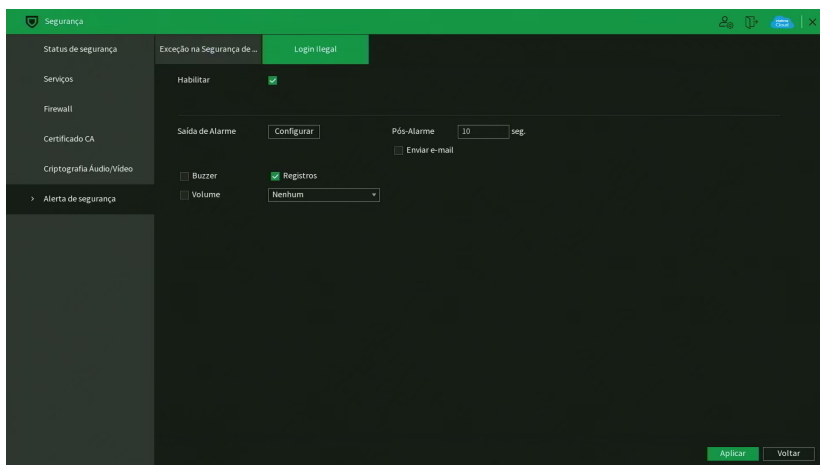 Segurança
Cloud
Status de segurança
Serviços
Firewall
Certificado CA
Criptografia Áudio/Vídeo
Alerta de segurança
Exceção na Segurança de ...
Login Ilegal
Habilitar
Saída de Alarme
Configurar
Pós-Alarme
10
seg.
Enviar e-mail
Buzzer
Registros
Volume
Nenhum
Aplicar
Voltar